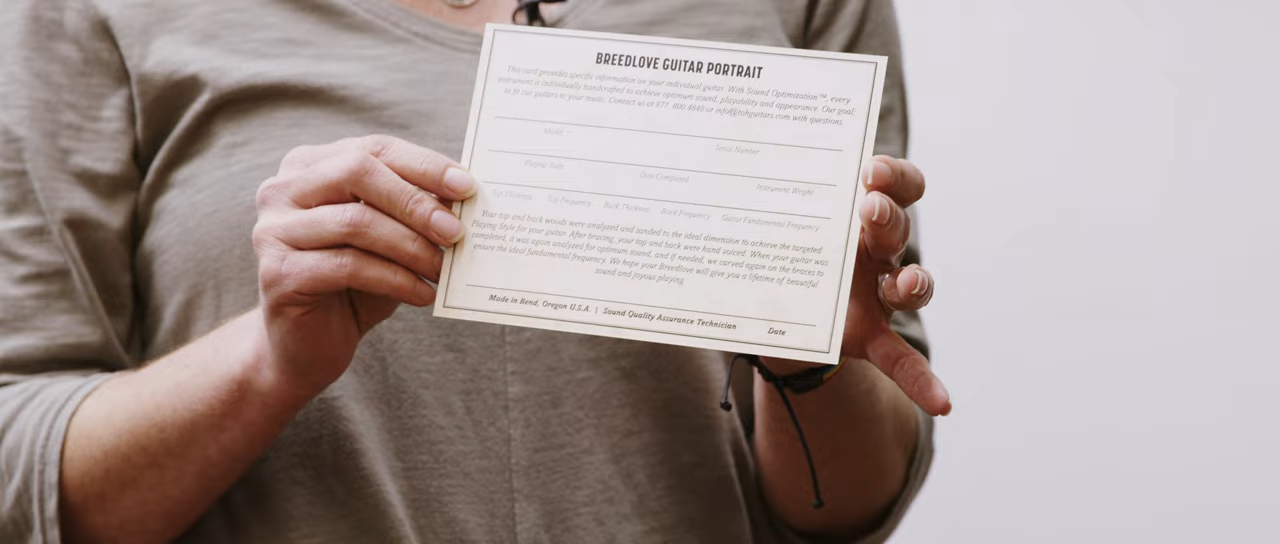 BREEDLOVE GUITAR PORTRAIT
This card provides specific information on your individual guitar. With Sound Optimization™, every
instrument is individually handcrafted to achieve optimum sound, playability and appearance. Our goal:
to fit our guitars to your music. Contact us at 877. 800 4848 or info@twohguitars.com with questions.
Model
Serial Number
Playing Style
Date Completed
Instrument Weight
Top Thickness Top Frequency Back Thickness Back Frequency Guitar Fundamental Frequency
Your top and back woods were analyzed and sanded to the ideal dimension to achieve the targeted
Playing Style for your guitar. After bracing, your top and back were hand voiced. When your guitar was
completed, it was again analyzed for optimum sound, and if needed, we carved again on the braces to
ensure the ideal fundamental frequency. We hope your Breedlove will give you a lifetime of beautiful
sound and joyous playing
Made in Bend, Oregon U.S.A. | Sound Quality Assurance Technician Date